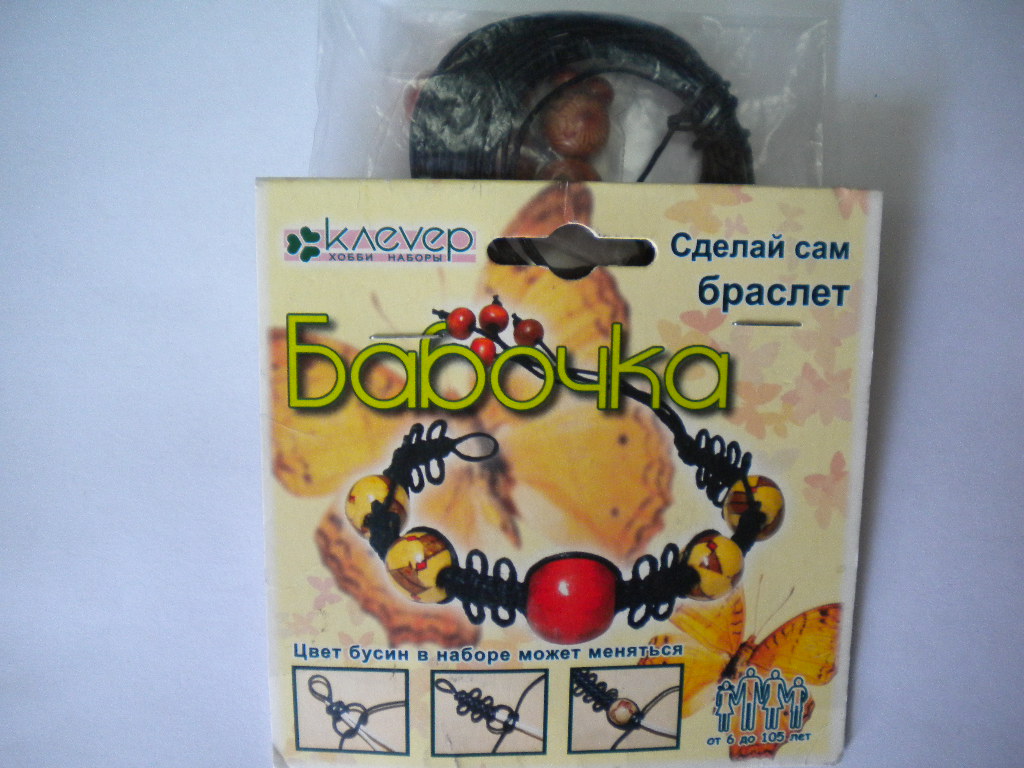 клеvер
ХОББИ НАБОРЫ
Сделай сам
браслет
Бабочка
Цвет бусин в наборе может меняться
от 6 до 105 лет